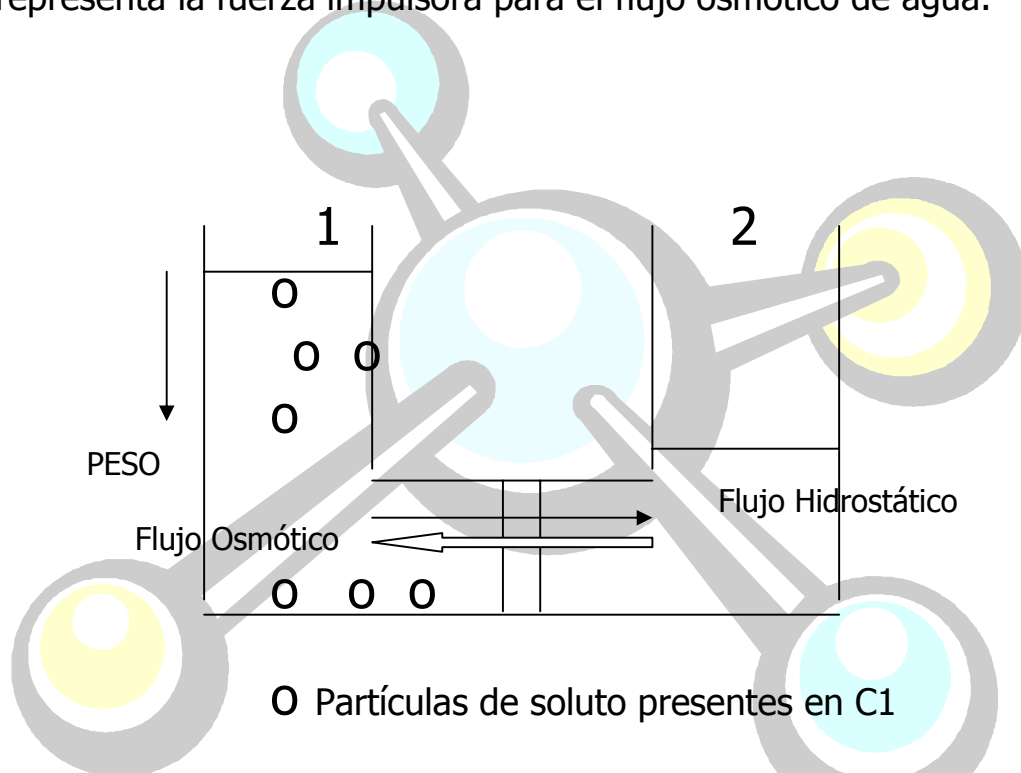 representa la fuerza impulsora para el flujo osmótico de agua.
1
2
o
o o
o
PESO
Flujo Hidrostático
Flujo Osmótico
o o o
o Partículas de soluto presentes en C1